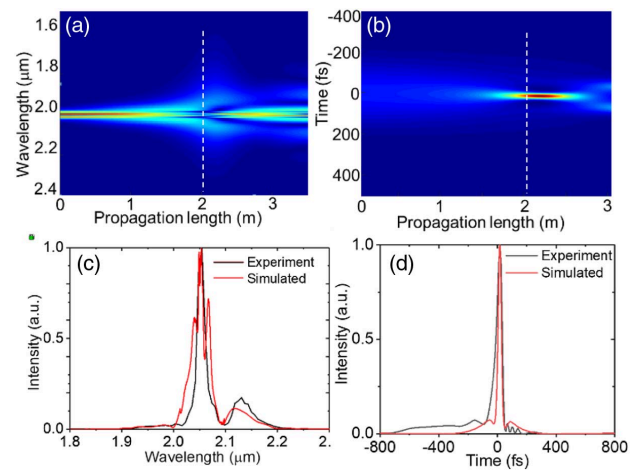 (a)
1.6
1.8
2.0
2.2
2.4
Wavelength (μm)
0 1 2 3
Propagation length (m)
(b)
-400
-200
0
200
400
Time (fs)
0 1 2 3
Propagation length (m)
(c)
Experiment
Simulated
1.0
0.5
0.0
Intensity (a.u.)
1.8 1.9 2.0 2.1 2.2 2.
Wavelength (μm)
(d)
Experiment
Simulated
1.0
0.5
0
Intensity (a.u.)
-800 -400 0 400 800
Time (fs)